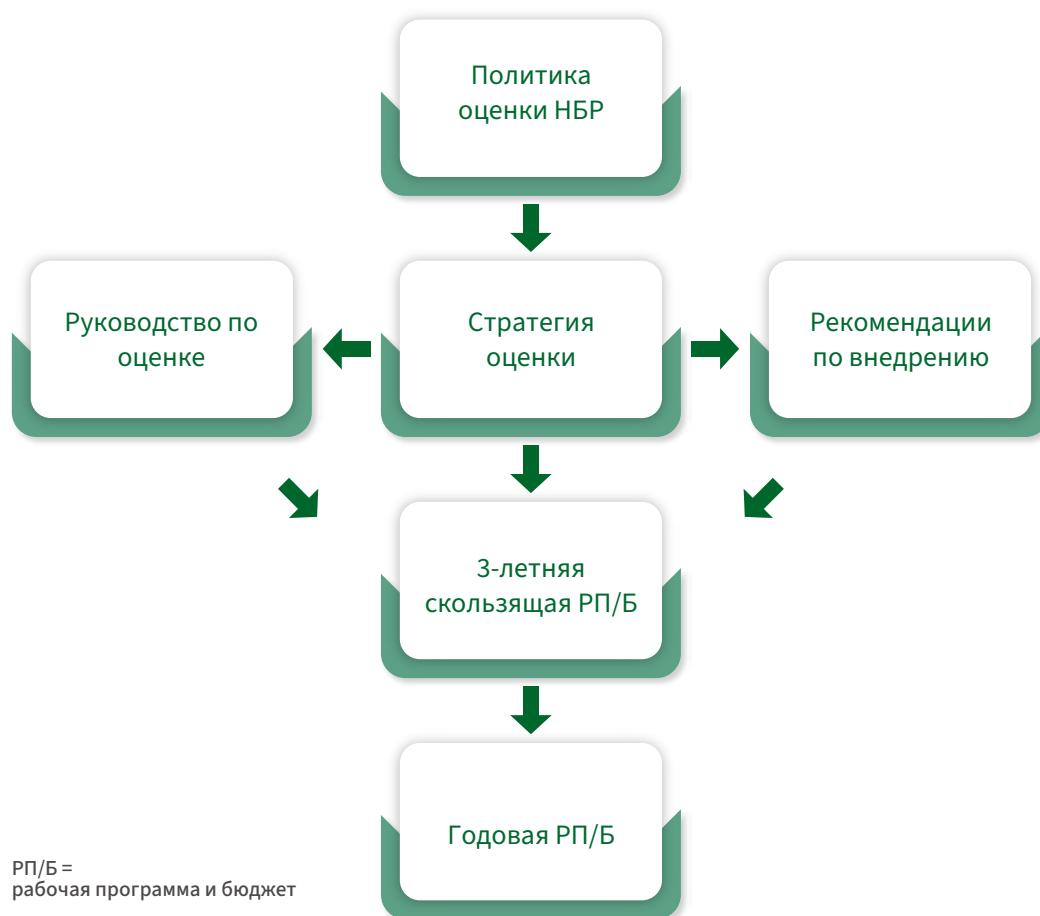 Политика
оценки НБР
Руководство по
оценке
Стратегия
оценки
Рекомендации
по внедрению
3-летняя
скользящая РП/Б
Годовая РП/Б
РП/Б =
рабочая программа и бюджет